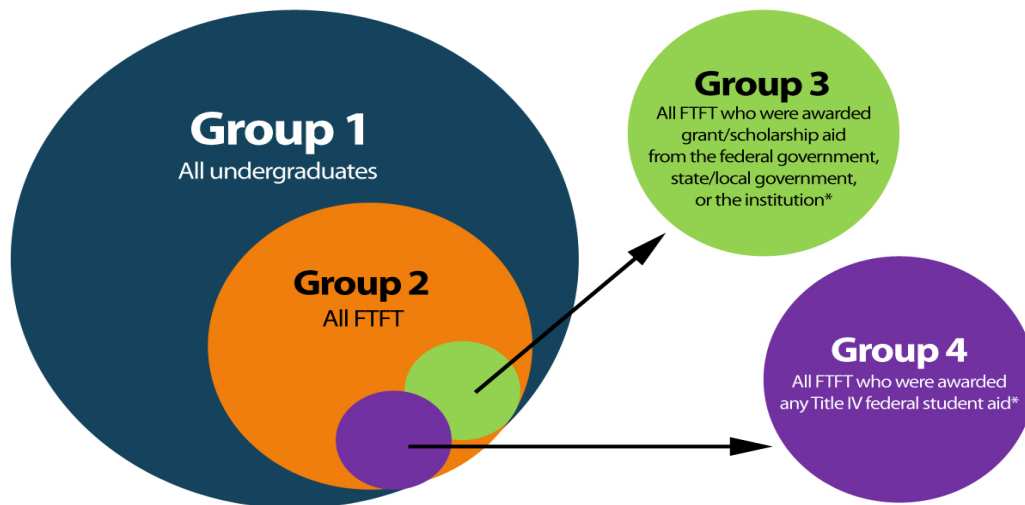 Group 1
All undergraduates
Group 2
All FTFT
Group 3
All FTFT who were awarded
grant/scholarship aid
from the federal government,
state/local government,
or the institution*
Group 4
All FTFT who were awarded
any Title IV federal student aid*